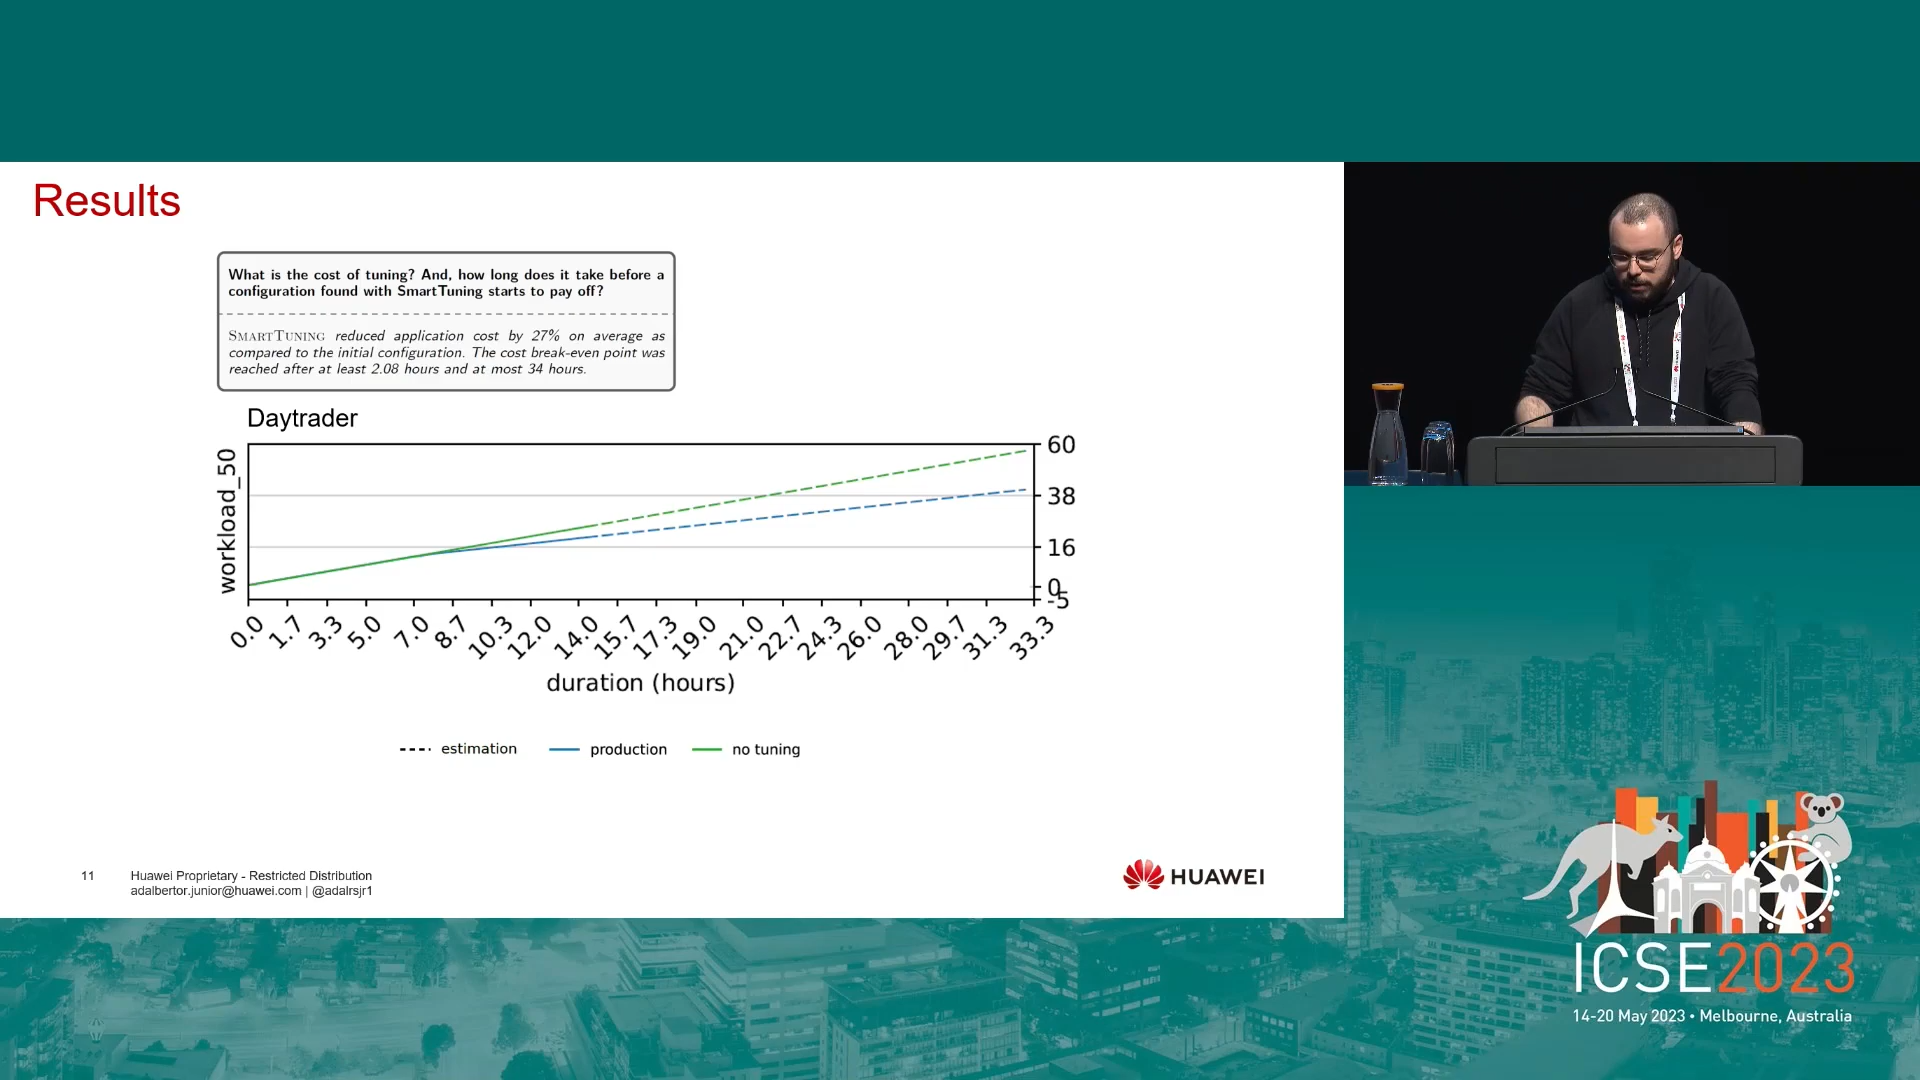 Results
What is the cost of tuning? And, how long does it take before a
configuration found with SmartTuning starts to pay off?
SMARTTUNING reduced application cost by 27% on average as
compared to the initial configuration. The cost break-even point was
reached after at least 2.08 hours and at most 34 hours.
Daytrader
workload_50
60
38
16
0
-5
0.0 1.7 3.3 5.0 7.0 8.7 10.3 12.0 14.0 15.7 17.3 19.0 21.0 22.7 24.3 26.0 28.0 29.7 31.3 33.3
duration (hours)
estimation production no tuning
11 Huawei Proprietary - Restricted Distribution
adalbertor.junior@huawei.com | @adalrsjr1
HUAWEI
ICSE2023
14-20 May 2023 • Melbourne, Australia